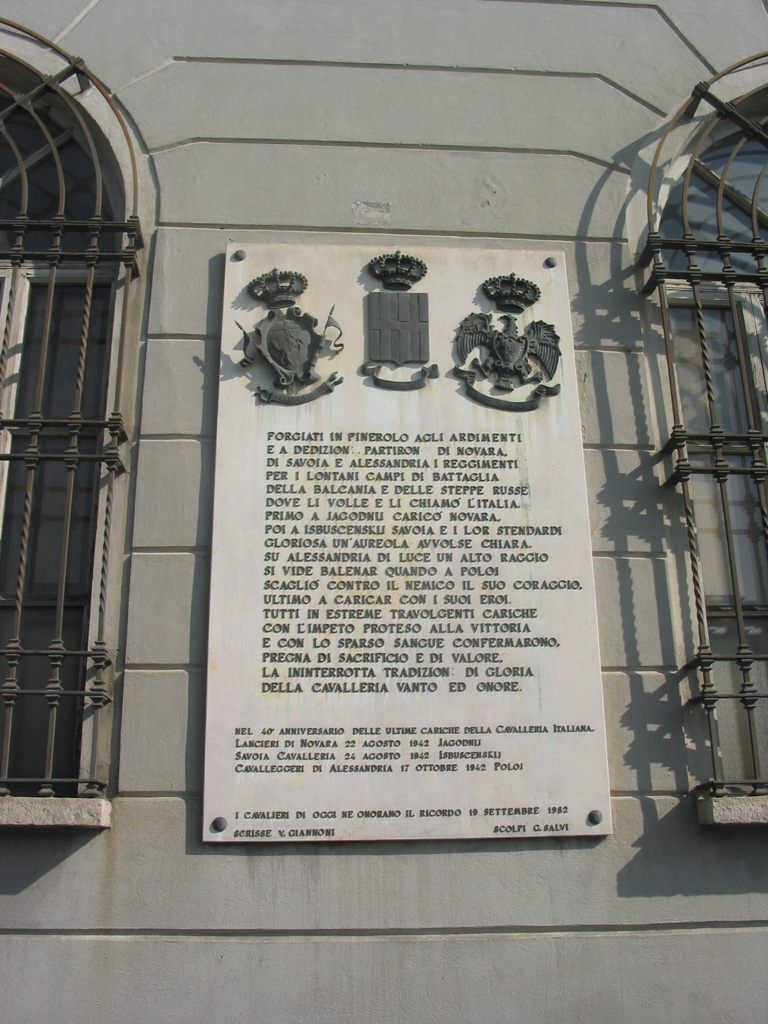 FORGIATI IN PINEROLO AGLI ARDIMENTI
E A DEDIZION: PARTIRON: DI NOVARA,
DI SAVOIA E ALESSANDRIA I REGGIMENTI
PER I LONTANI CAMPI DI BATTAGLIA
DELLA BALCANIA E DELLE STEPPE RUSSE
DOVE LI VOLLE E LI CHIAMÒ L'ITALIA.
PRIMO A JAGODNIJ CARICÒ NOVARA,
POI A ISBUSCENSKIJ SAVOIA E I LOR STENDARDI
GLORIOSA UN'AUREOLA AVVOLSE CHIARA.
SU ALESSANDRIA DI LUCE UN ALTO RAGGIO
SI VIDE BALENAR QUANDO A POLOJ
SCAGLIÒ CONTRO IL NEMICO IL SUO CORAGGIO,
ULTIMO A CARICAR CON I SUOI EROI.
TUTTI IN ESTREME TRAVOLGENTI CARICHE
CON L'IMPETO PROTESO ALLA VITTORIA
E CON LO SPARSO SANGUE CONFERMARONO,
PREGNA DI SACRIFICIO E DI VALORE,
LA ININTERROTTA TRADIZION: DI GLORIA
DELLA CAVALLERIA VANTO ED ONORE.
NEL 40° ANNIVERSARIO DELLE ULTIME CARICHE DELLA CAVALLERIA ITALIANA.
LANCIERI DI NOVARA 22 AGOSTO 1942 JAGODNIJ
SAVOIA CAVALLERIA 24 AGOSTO 1942 ISBUSCENSKIJ
CAVALLEGGERI DI ALESSANDRIA 17 OTTOBRE 1942 POLOJ
I CAVALIERI DI OGGI NE ONORANO IL RICORDO 19 SETTEMBRE 1982
SCRISSE V. GIANNONI SCOLPÌ G. SALVI